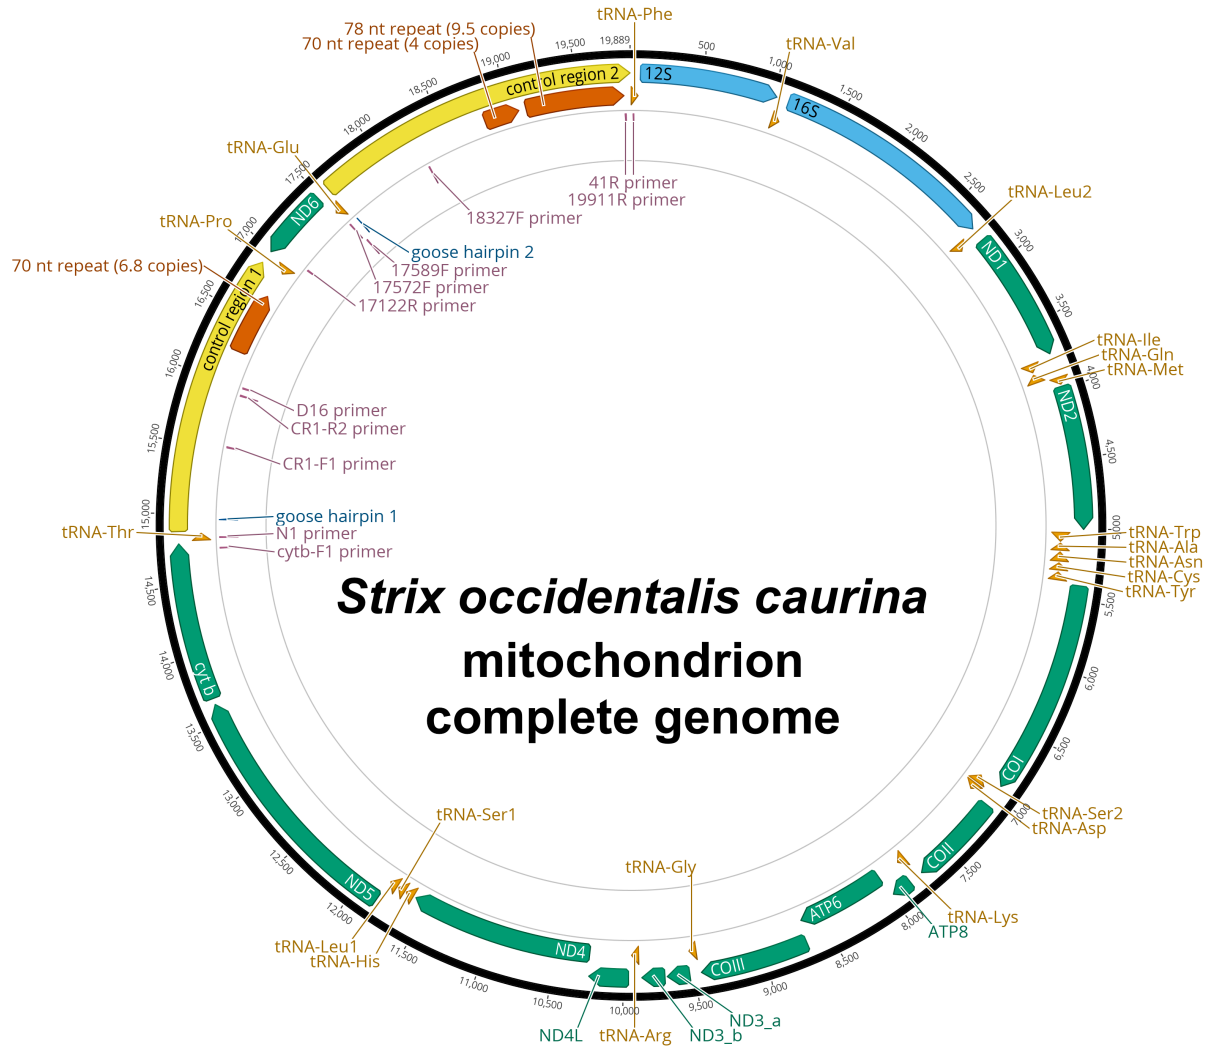 tRNA-Phe
78 nt repeat (9.5 copies)
70 nt repeat (4 copies)
19,889
19,500
19,000
18,500
18,000
17,500
17,000
16,500
16,000
15,500
15,000
14,500
14,000
13,500
13,000
12,500
12,000
11,500
11,000
10,500
10,000
9,500
9,000
8,500
8,000
7,500
7,000
6,500
6,000
5,500
5,000
4,500
4,000
3,500
3,000
2,500
2,000
1,500
1,000
500
tRNA-Val
control region 2
12S
16S
tRNA-Glu
41R primer
19911R primer
18327F primer
tRNA-Leu2
ND6
tRNA-Pro
goose hairpin 2
17589F primer
17572F primer
17122R primer
ND1
70 nt repeat (6.8 copies)
control region 1
tRNA-Ile
tRNA-Gln
tRNA-Met
ND2
D16 primer
CR1-R2 primer
CR1-F1 primer
goose hairpin 1
tRNA-Thr
N1 primer
cytb-F1 primer
tRNA-Trp
tRNA-Ala
tRNA-Asn
tRNA-Cys
tRNA-Tyr
Strix occidentalis caurina
mitochondrion
complete genome
cyt b
COI
tRNA-Ser1
tRNA-Ser2
tRNA-Asp
COII
tRNA-Gly
ND5
ATP6
tRNA-Lys
ATP8
tRNA-Leu1
tRNA-His
ND4
COIII
ND3_a
ND4L
tRNA-Arg
ND3_b